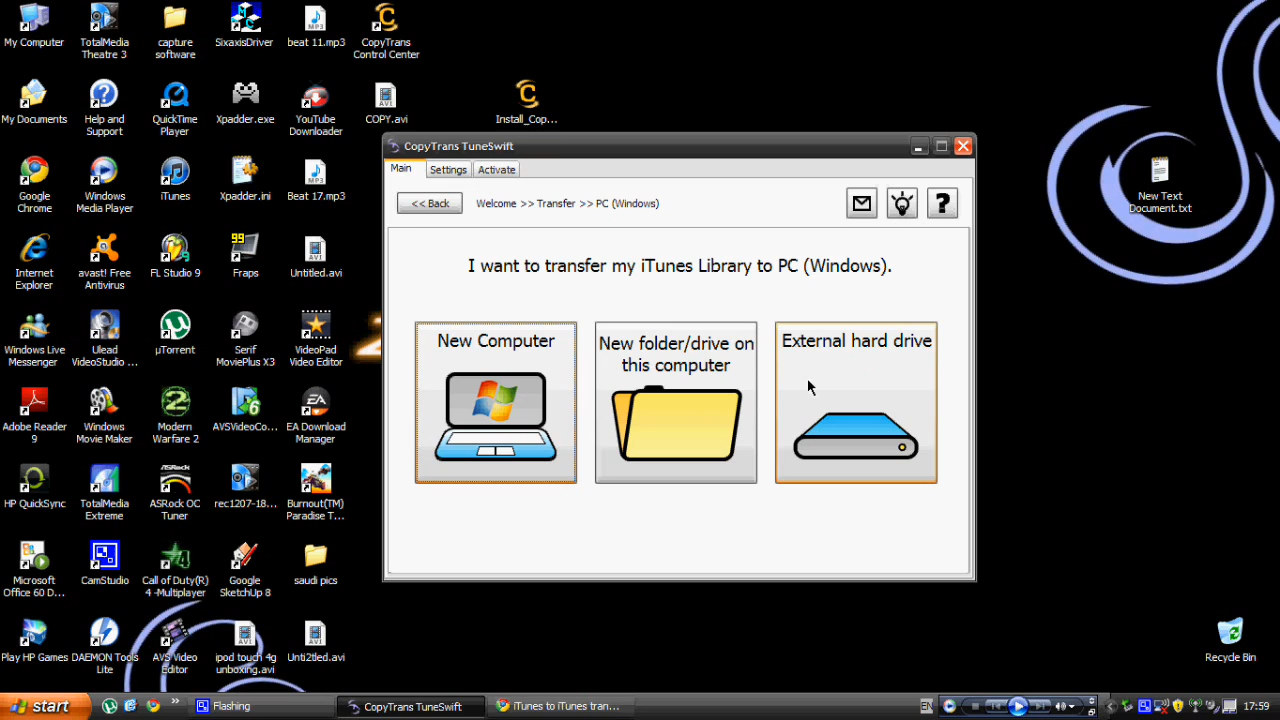 My Computer
TotalMedia
Theatre 3
capture
software
SixaxisDriver
beat 11.mp3
CopyTrans
Control Center
My Documents
Help and
Support
QuickTime
Player
Xpadder.exe
YouTube
Downloader
COPY.avi
Install_Cop...
Google
Chrome
Windows
Media Player
iTunes
Xpadder.ini
Beat 17.mp3
Internet
Explorer
avast! Free
Antivirus
FL Studio 9
99
Fraps
Untitled.avi
Windows Live
Messenger
Ulead
VideoStudio ...
µTorrent
Serif
MoviePlus X3
VideoPad
Video Editor
Adobe Reader
9
Windows
Movie Maker
Modern
Warfare 2
AVSVideoCo...
EA Download
Manager
HP QuickSync
TotalMedia
Extreme
ASRock OC
Tuner
rec1207-18...
Burnout(TM)
Paradise T...
Microsoft
Office 60 D...
CamStudio
Call of Duty(R)
4 -Multiplayer
Google
SketchUp 8
saudi pics
Play HP Games
DAEMON Tools
Lite
AVS Video
Editor
ipod touch 4g
unboxing.avi
Unti2tled.avi
CopyTrans TuneSwift
Main
Settings
Activate
<< Back
Welcome >> Transfer >> PC (Windows)
?
I want to transfer my iTunes Library to PC (Windows).
New Computer
New folder/drive on
this computer
External hard drive
New Text
Document.txt
Recycle Bin
start
»
Flashing
CopyTrans TuneSwift
iTunes to iTunes tran...
EN
17:59